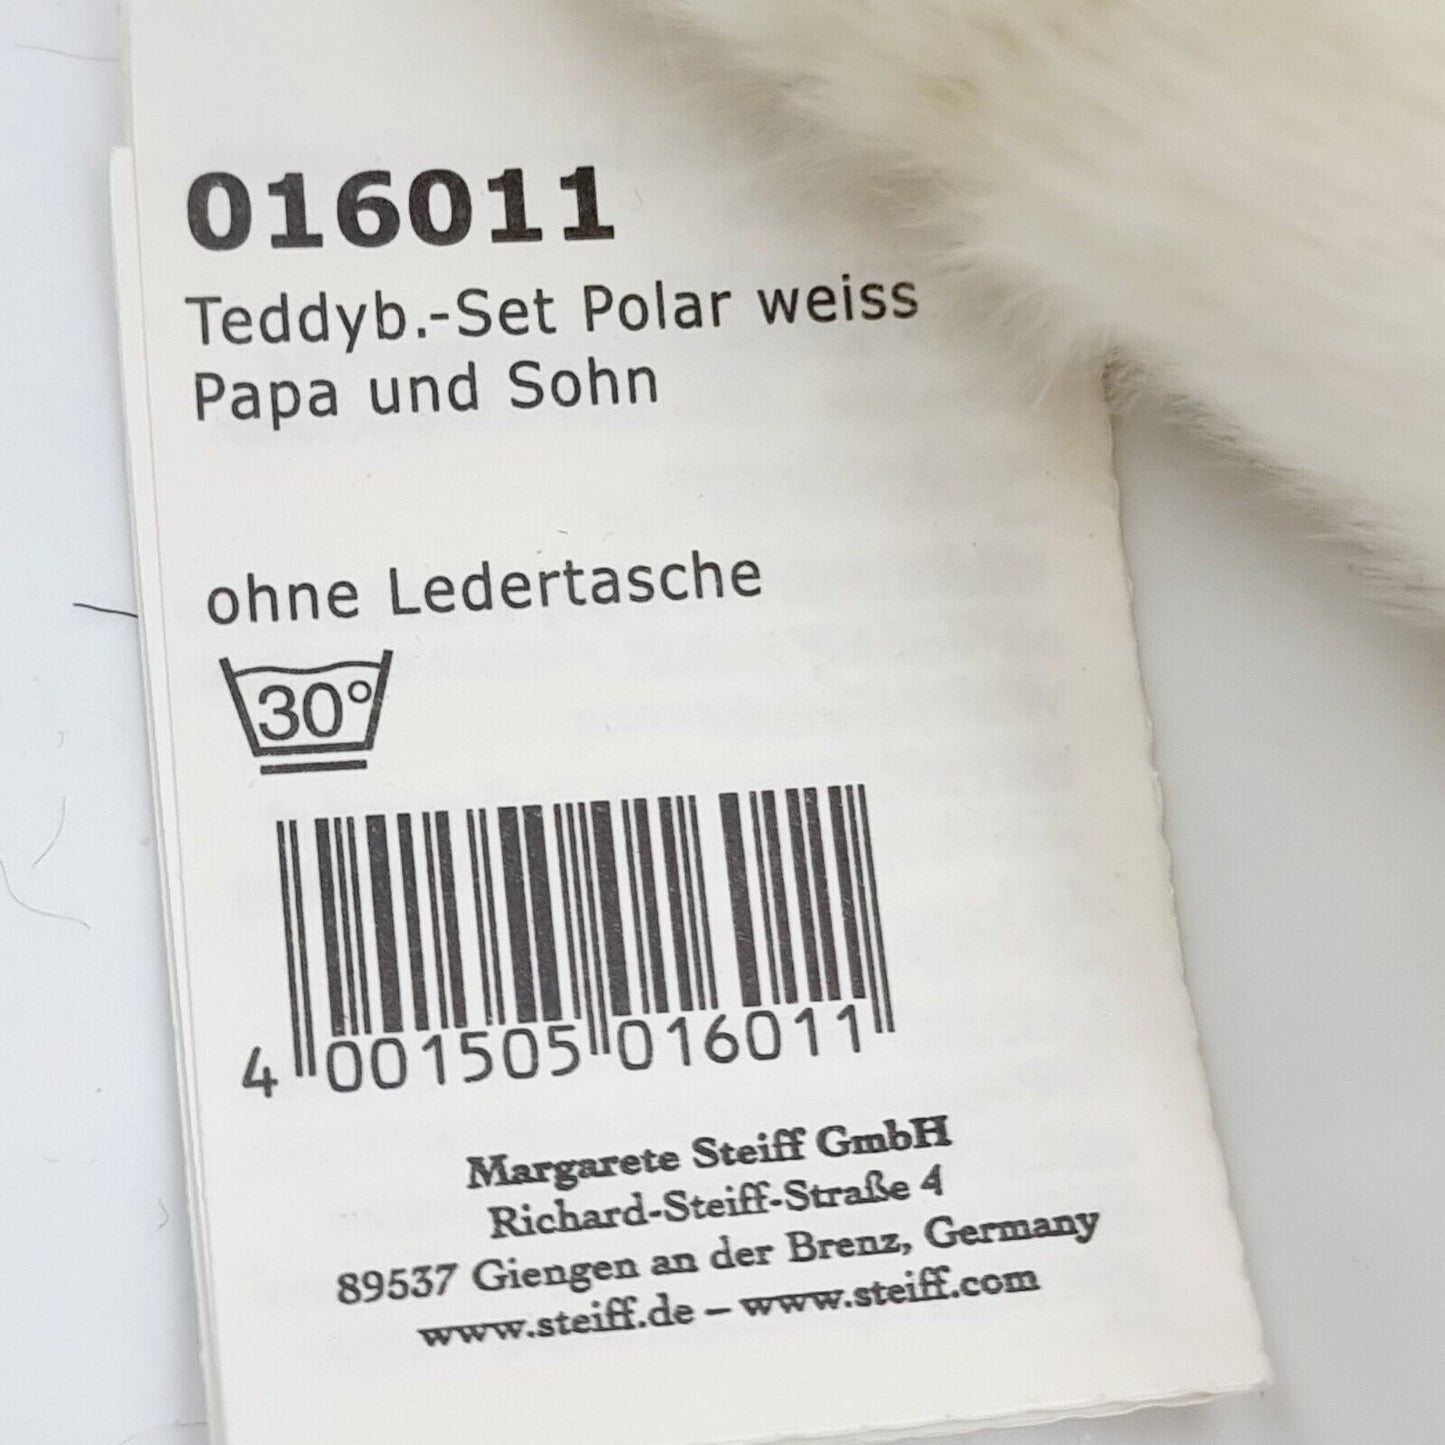 016011
Teddyb.-Set Polar weiss
Papa und Sohn
ohne Ledertasche
30°
4 001505 016011
Margarete Steiff GmbH
Richard-Steiff-Straße 4
89537 Giengen an der Brenz, Germany
www.steiff.de – www.steiff.com